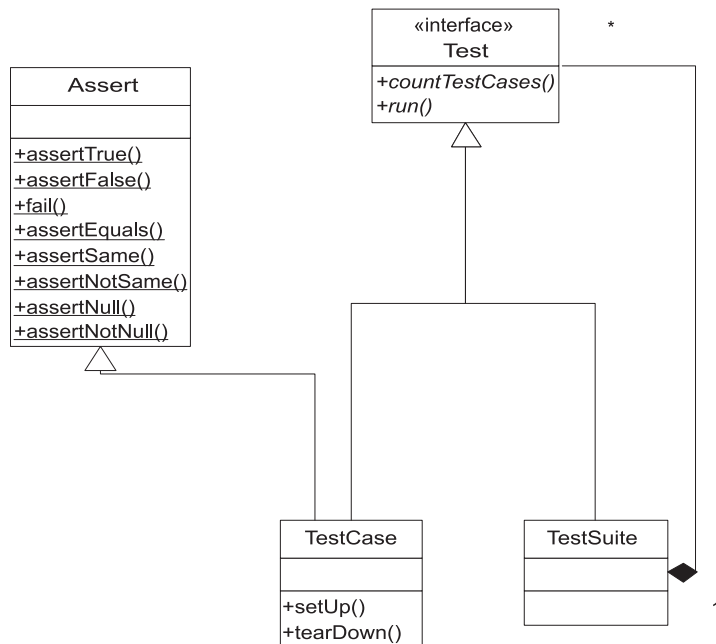 «interface»
Test
*
+countTestCases()
+run()
Assert
+assertTrue()
+assertFalse()
+fail()
+assertEquals()
+assertSame()
+assertNotSame()
+assertNull()
+assertNotNull()
TestCase
+setUp()
+tearDown()
TestSuite